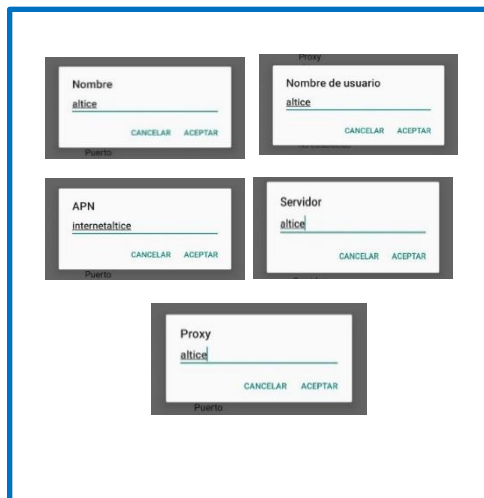 Proxy
Nombre
altice
CANCELAR ACEPTAR
Puerto
Nombre de usuario
altice
CANCELAR ACEPTAR
APN
internetaltice
CANCELAR ACEPTAR
Puerto
Servidor
altice
CANCELAR ACEPTAR
Proxy
altice
CANCELAR ACEPTAR
Puerto